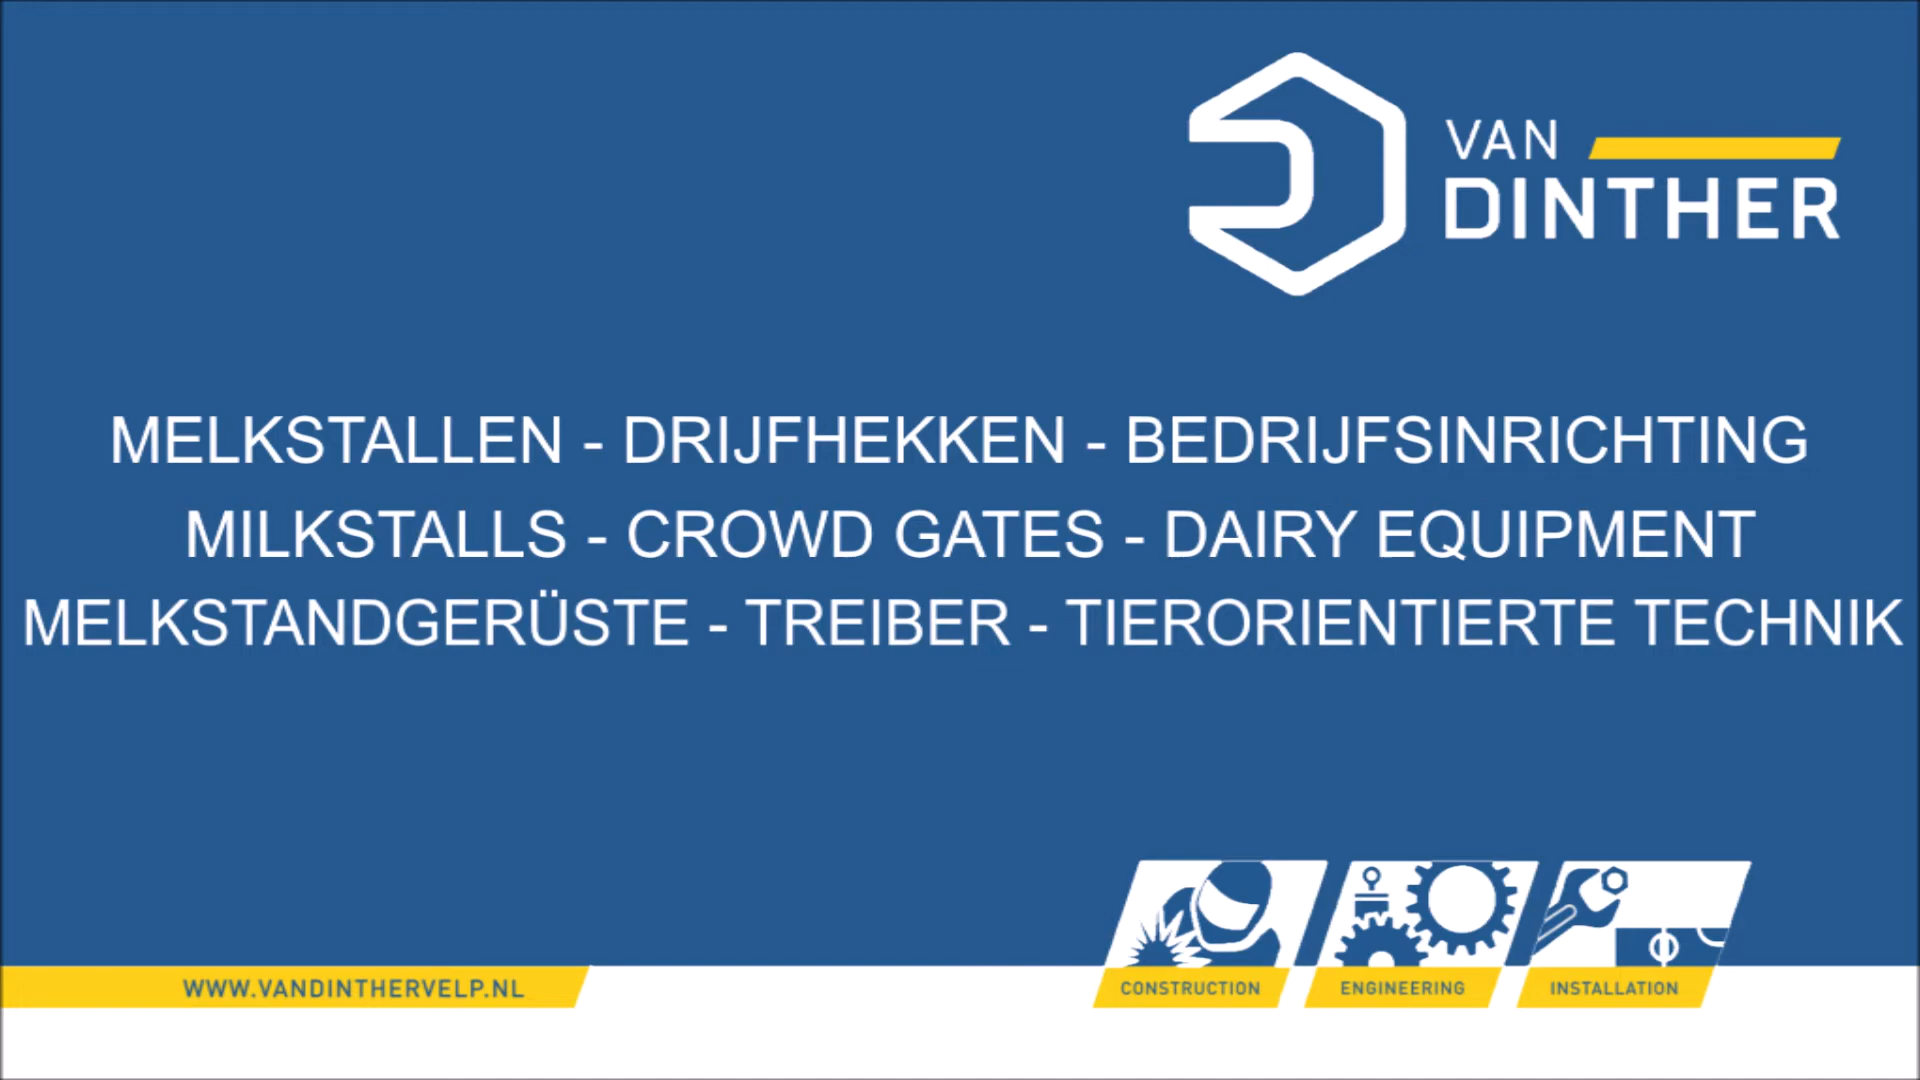 VAN
DINTHER
MELKSTALLEN - DRIJFHEKKEN - BEDRIJFSINRICHTING
MILKSTALLS - CROWD GATES - DAIRY EQUIPMENT
MELKSTANDGERÜSTE - TREIBER - TIERORIENTIERTE TECHNIK
WWW.VANDINTHERVELP.NL
CONSTRUCTION
ENGINEERING
INSTALLATION